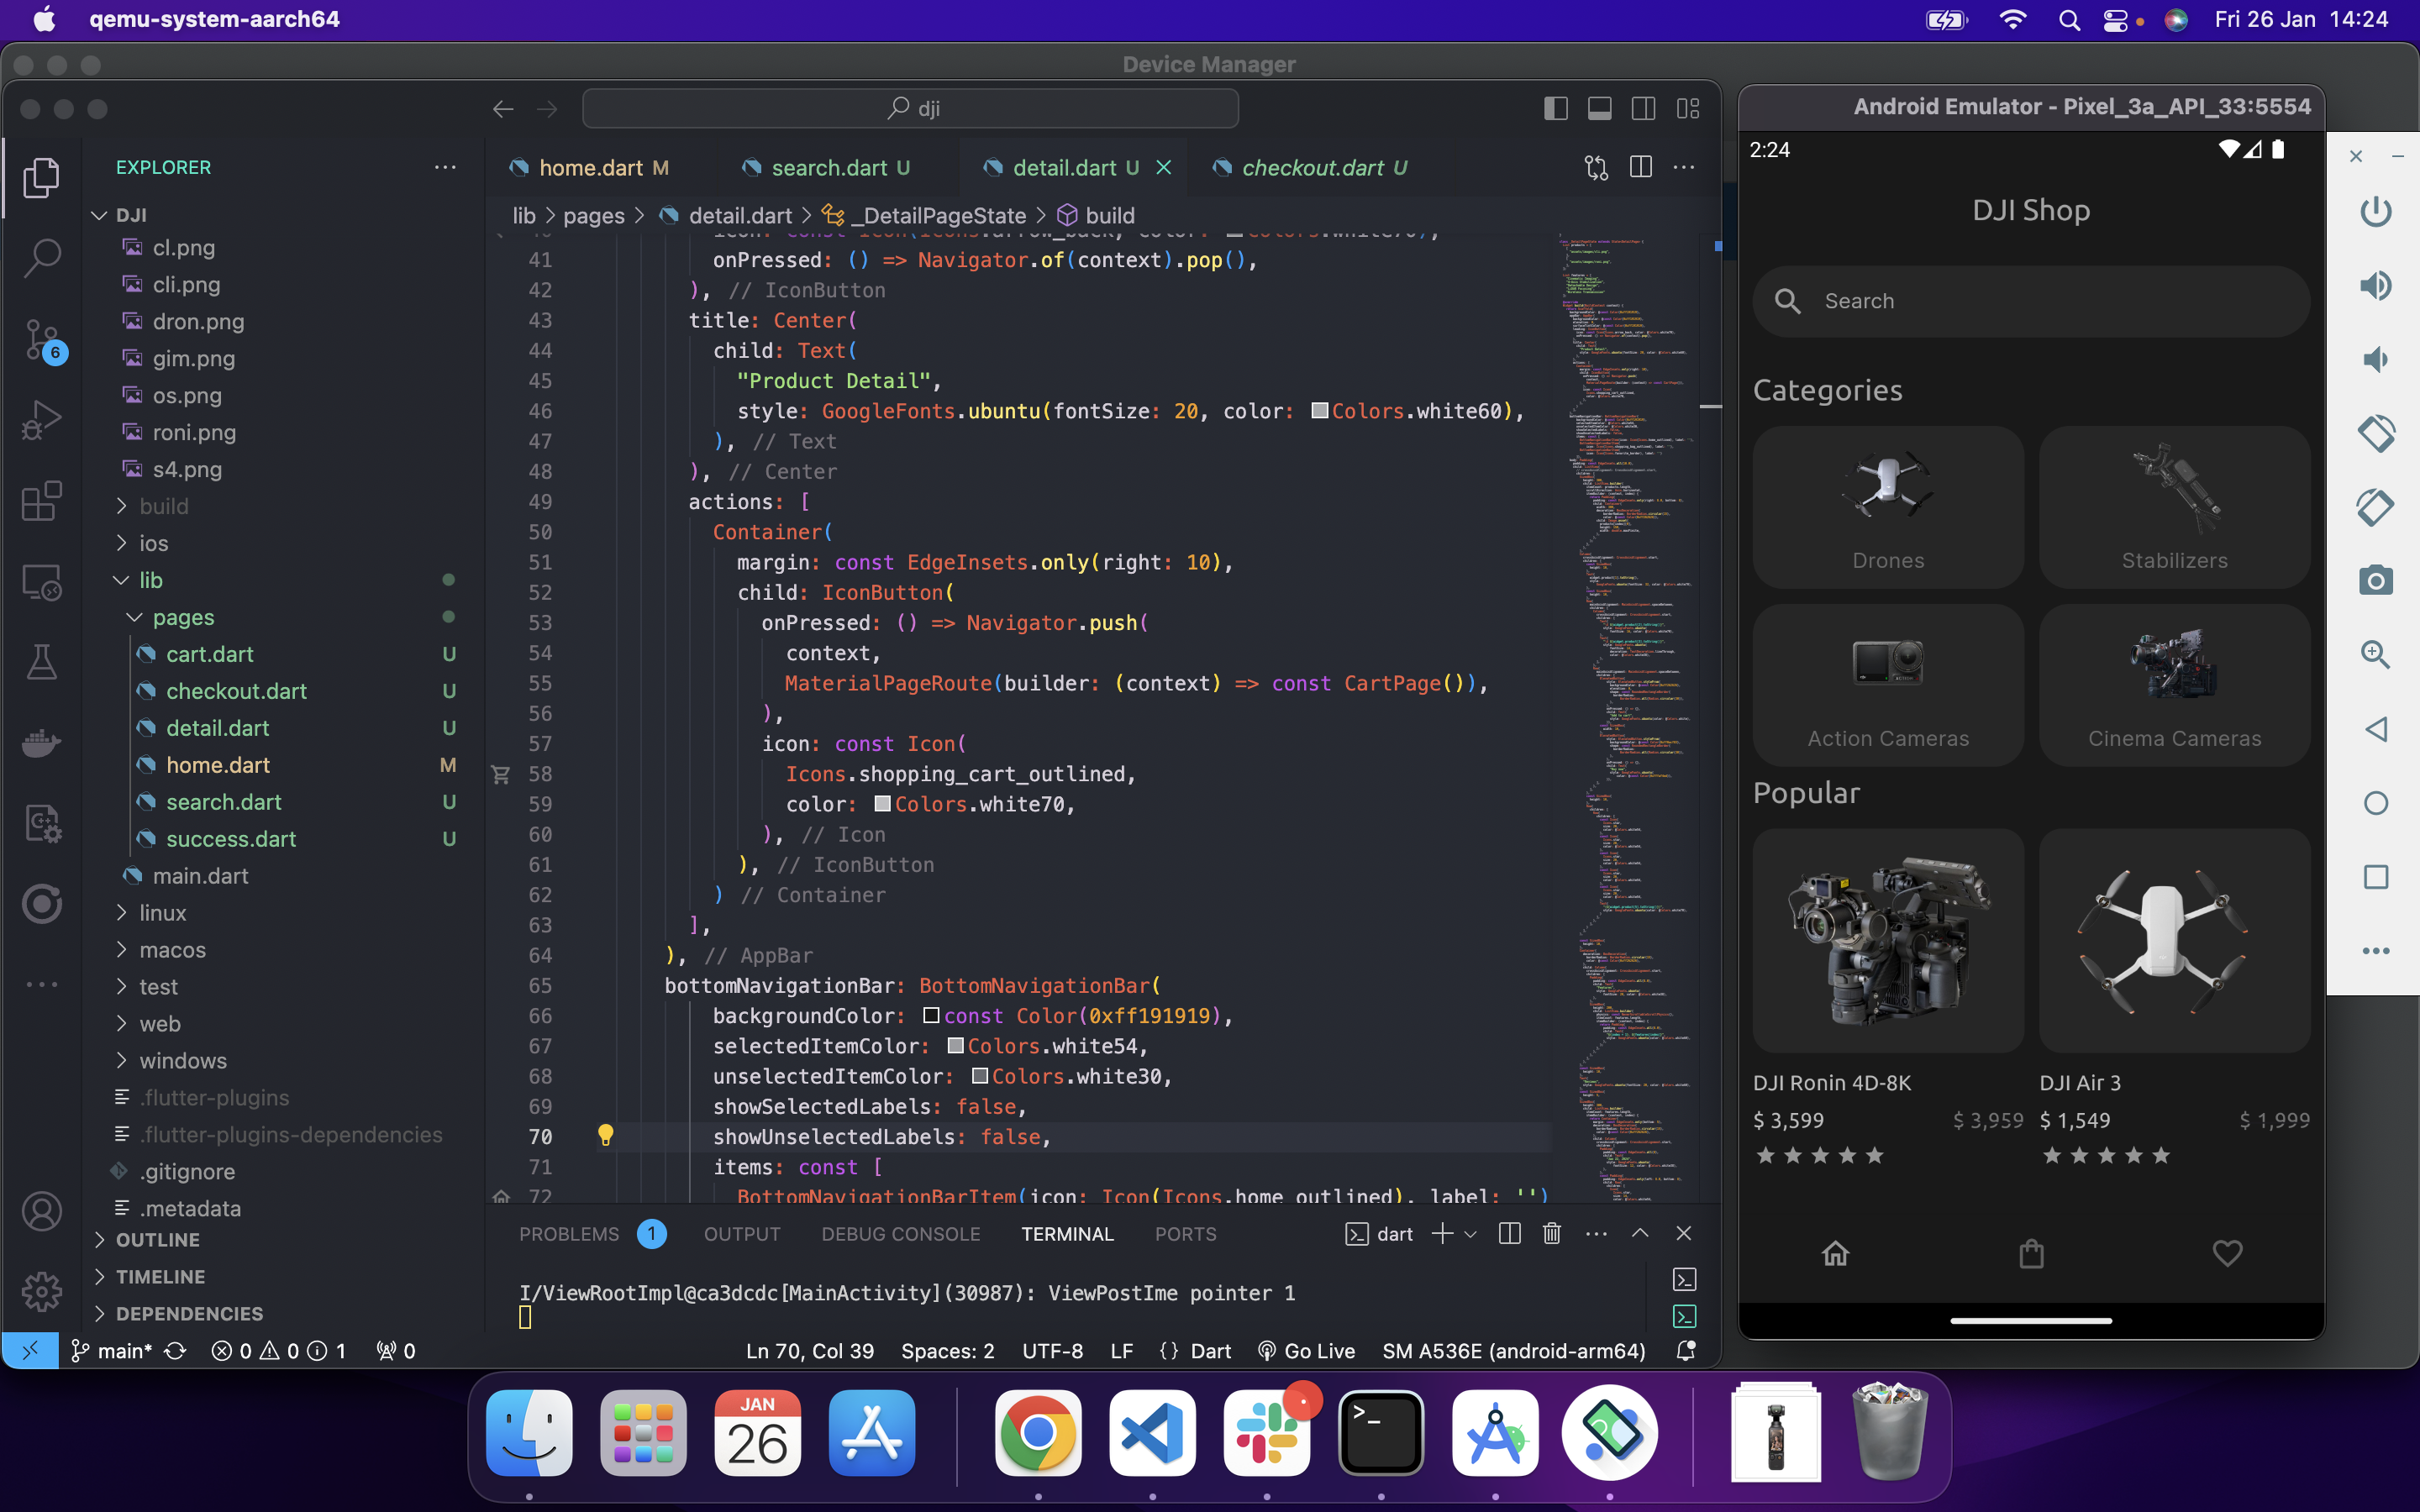 qemu-system-aarch64
Fri 26 Jan 14:24
Device Manager
dji
EXPLORER
DJI
cl.png
cli.png
dron.png
gim.png
os.png
roni.png
s4.png
build
ios
lib
pages
cart.dart U
checkout.dart U
detail.dart U
home.dart M
search.dart U
success.dart U
main.dart
linux
macos
test
web
windows
.flutter-plugins
.flutter-plugins-dependencies
.gitignore
.metadata
OUTLINE
TIMELINE
DEPENDENCIES
6
home.dart M
search.dart U
detail.dart U
checkout.dart U
lib > pages > detail.dart > _DetailPageState > build
41 onPressed: () => Navigator.of(context).pop(),
42 ), // IconButton
43 title: Center(
44 child: Text(
45 "Product Detail",
46 style: GoogleFonts.ubuntu(fontSize: 20, color: Colors.white60),
47 ), // Text
48 ), // Center
49 actions: [
50 Container(
51 margin: const EdgeInsets.only(right: 10),
52 child: IconButton(
53 onPressed: () => Navigator.push(
54 context,
55 MaterialPageRoute(builder: (context) => const CartPage()),
56 ),
57 icon: const Icon(
58 Icons.shopping_cart_outlined,
59 color: Colors.white70,
60 ), // Icon
61 ), // IconButton
62 ) // Container
63 ],
64 ), // AppBar
65 bottomNavigationBar: BottomNavigationBar(
66 backgroundColor: const Color(0xff191919),
67 selectedItemColor: Colors.white54,
68 unselectedItemColor: Colors.white30,
69 showSelectedLabels: false,
70 showUnselectedLabels: false,
71 items: const [
72 BottomNavigationBarItem(icon: Icon(Icons.home_outlined), label: '')
PROBLEMS 1 OUTPUT DEBUG CONSOLE TERMINAL PORTS
dart
I/ViewRootImpl@ca3dcdc[MainActivity](30987): ViewPostIme pointer 1
main* 0 0 1 0
Ln 70, Col 39 Spaces: 2 UTF-8 LF {} Dart Go Live SM A536E (android-arm64)
Android Emulator - Pixel_3a_API_33:5554
2:24
DJI Shop
Search
Categories
Drones
Stabilizers
Action Cameras
Cinema Cameras
Popular
DJI Ronin 4D-8K
$ 3,599 $ 3,959
DJI Air 3
$ 1,549 $ 1,999
JAN
26
>_